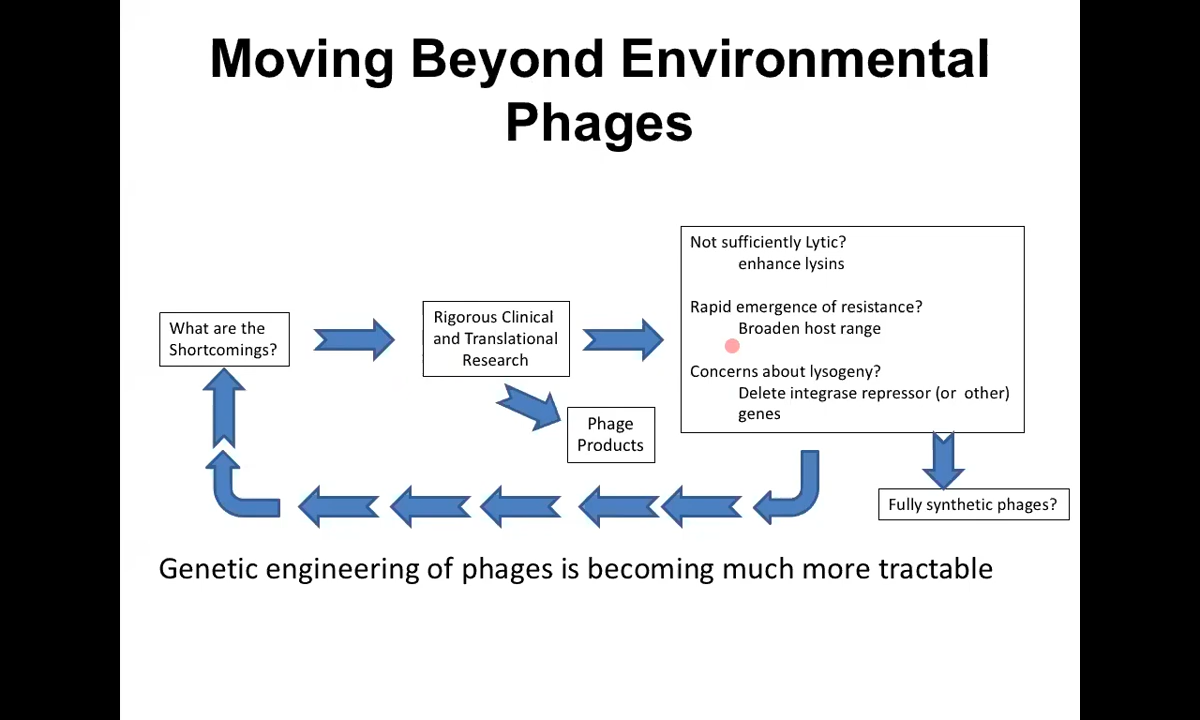 Moving Beyond Environmental
Phages
What are the
Shortcomings?
Rigorous Clinical
and Translational
Research
Phage
Products
Not sufficiently Lytic?
enhance lysins
Rapid emergence of resistance?
Broaden host range
Concerns about lysogeny?
Delete integrase repressor (or other)
genes
Fully synthetic phages?
Genetic engineering of phages is becoming much more tractable